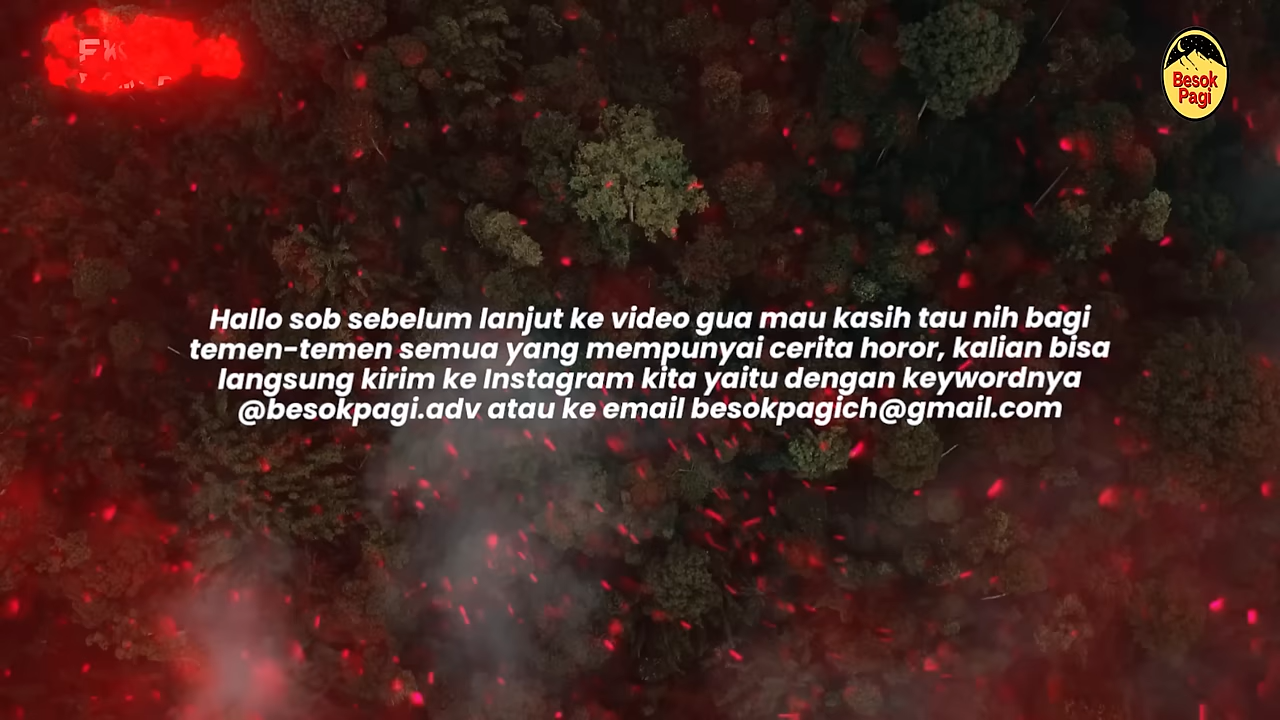 Besok
Pagi
Hallo sob sebelum lanjut ke video gua mau kasih tau nih bagi
temen-temen semua yang mempunyai cerita horor, kalian bisa
langsung kirim ke Instagram kita yaitu dengan keywordnya
@besokpagi.adv atau ke email besokpagich@gmail.com